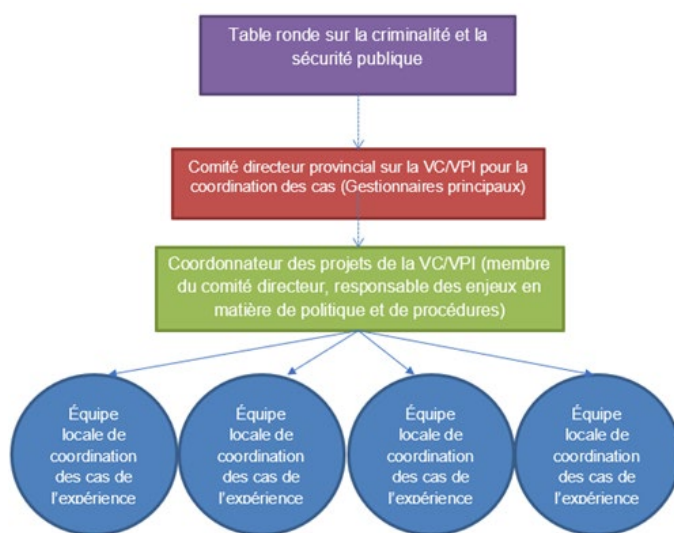 Table ronde sur la criminalité et la
sécurité publique
Comité directeur provincial sur la VC/VPI pour la
coordination des cas (Gestionnaires principaux)
Coordonnateur des projets de la VC/VPI (membre
du comité directeur, responsable des enjeux en
matière de politique et de procédures)
Équipe
locale de
coordination
des cas de
l'expérience
Équipe
locale de
coordination
des cas de
l'expérience
Équipe
locale de
coordination
des cas de
l'expérience
Équipe
locale de
coordination
des cas de
l'expérience